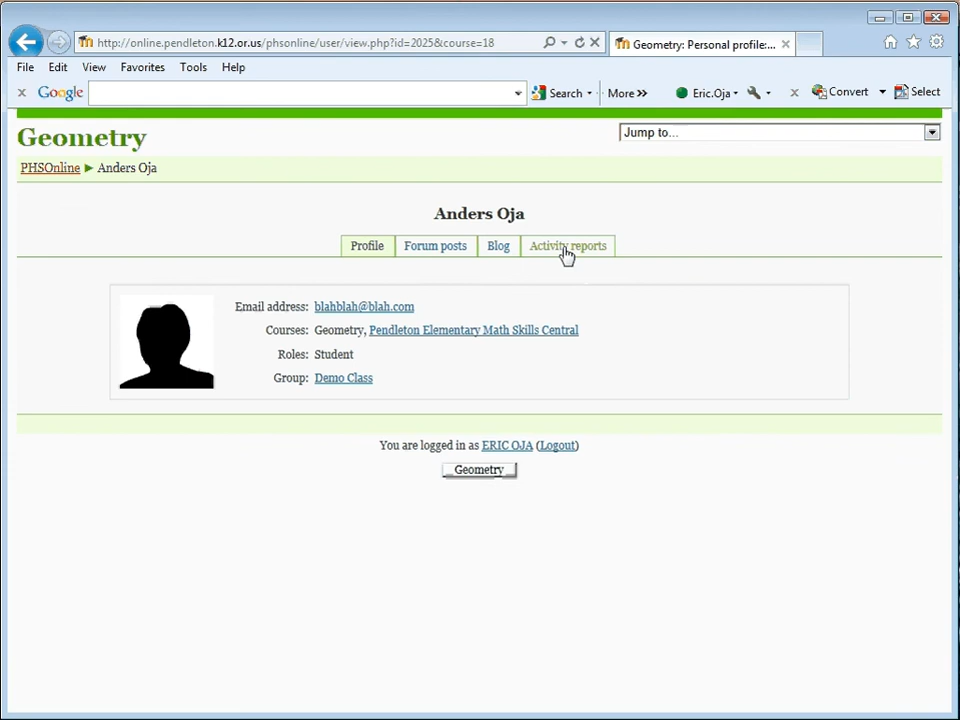 http://online.pendleton.k12.or.us/phsonline/user/view.php?id=2025&course=18
Geometry: Personal profile:...
File Edit View Favorites Tools Help
x Google Search More >> Eric.Oja x Convert Select
Geometry
Jump to...
PHSOnline ► Anders Oja
Anders Oja
Profile Forum posts Blog Activity reports
Email address: blahblah@blah.com
Courses: Geometry, Pendleton Elementary Math Skills Central
Roles: Student
Group: Demo Class
You are logged in as ERIC OJA (Logout)
Geometry